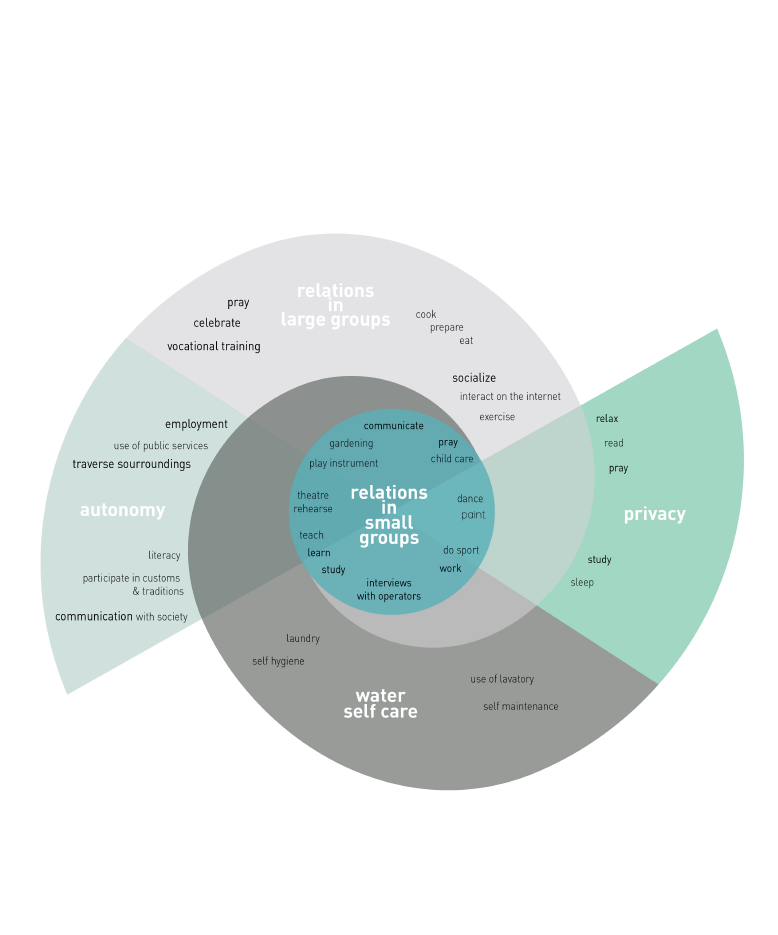 relations
in
large groups
pray
celebrate
vocational training
cook
prepare
eat
socialize
interact on the internet
exercise
employment
use of public services
traverse sourroundings
autonomy
literacy
participate in customs
& traditions
communication with society
communicate
gardening
pray
play instrument
child care
theatre
rehearse
relations
in
small
groups
dance
paint
teach
learn
study
do sport
work
interviews
with operators
relax
read
pray
privacy
study
sleep
laundry
self hygiene
water
self care
use of lavatory
self maintenance